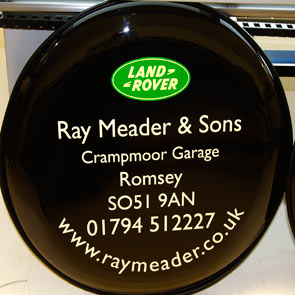 LAND
ROVER
Ray Meader & Sons
Crampmoor Garage
Romsey
SO51 9AN
01794 512227
www.raymeader.co.uk